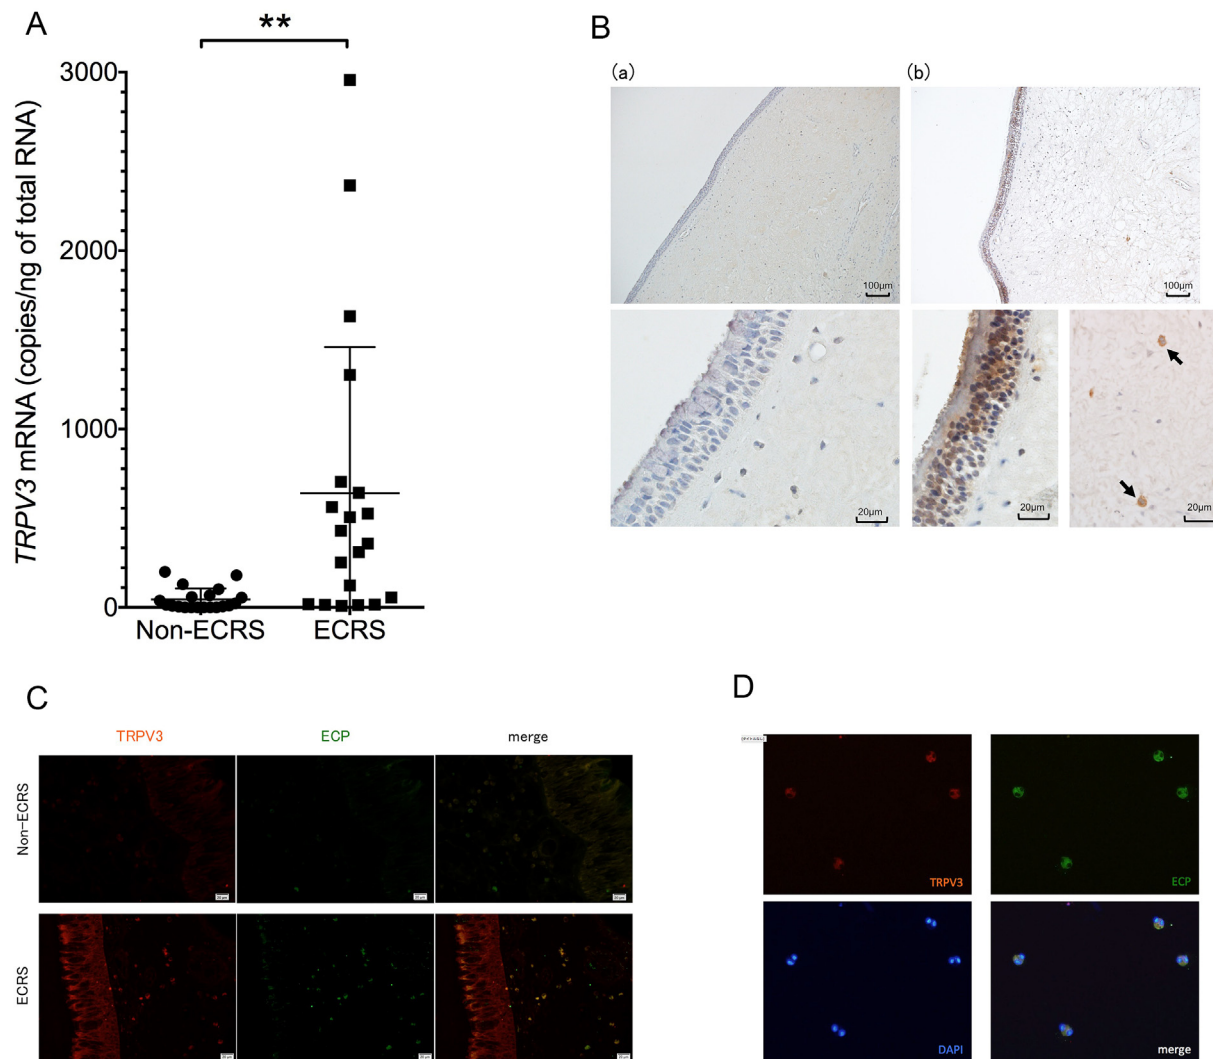 A
**
TRPV3 mRNA (copies/ng of total RNA)
3000
2000
1000
0
Non-ECRS
ECRS
B
(a)
(b)
100μm
100μm
20μm
20μm
20μm
C
TRPV3
ECP
merge
Non-ECRS
ECRS
D
TRPV3
ECP
DAPI
merge